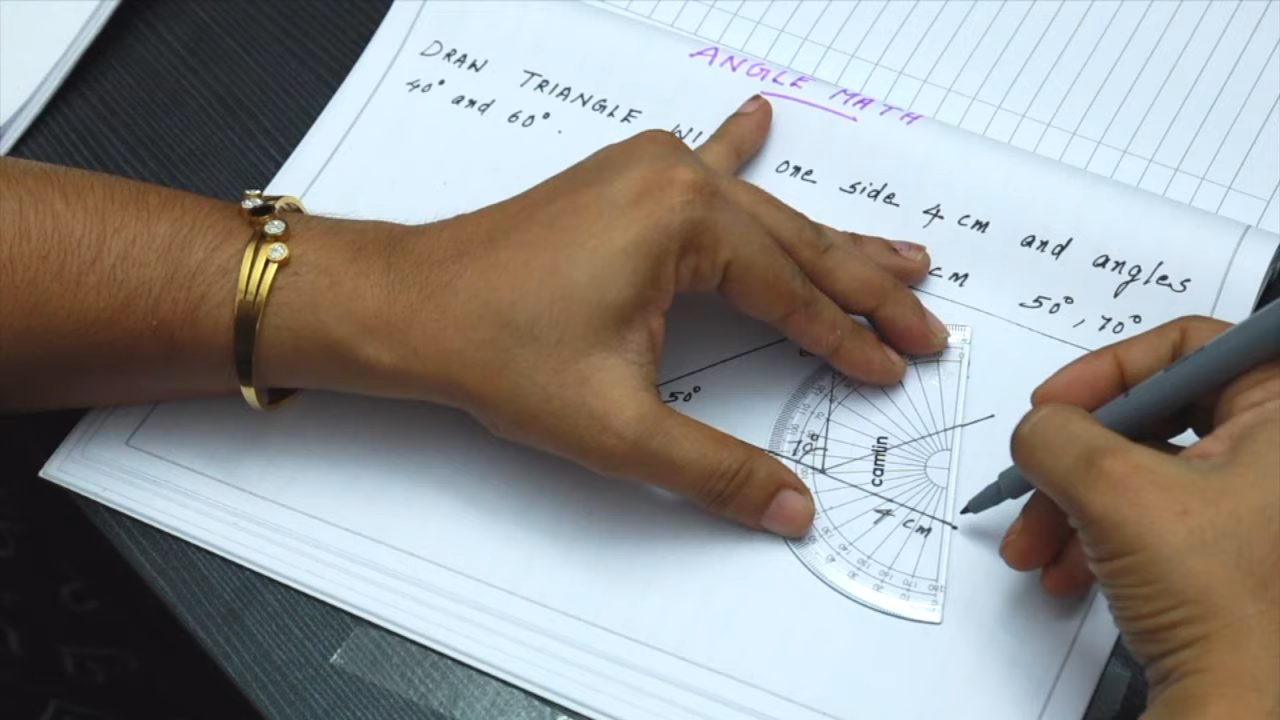 ANGLE MATH
DRAW TRIANGLE one side 4 cm and angles
40° and 60°.
cm 50°, 70°
50°
70°
camlin
4 cm